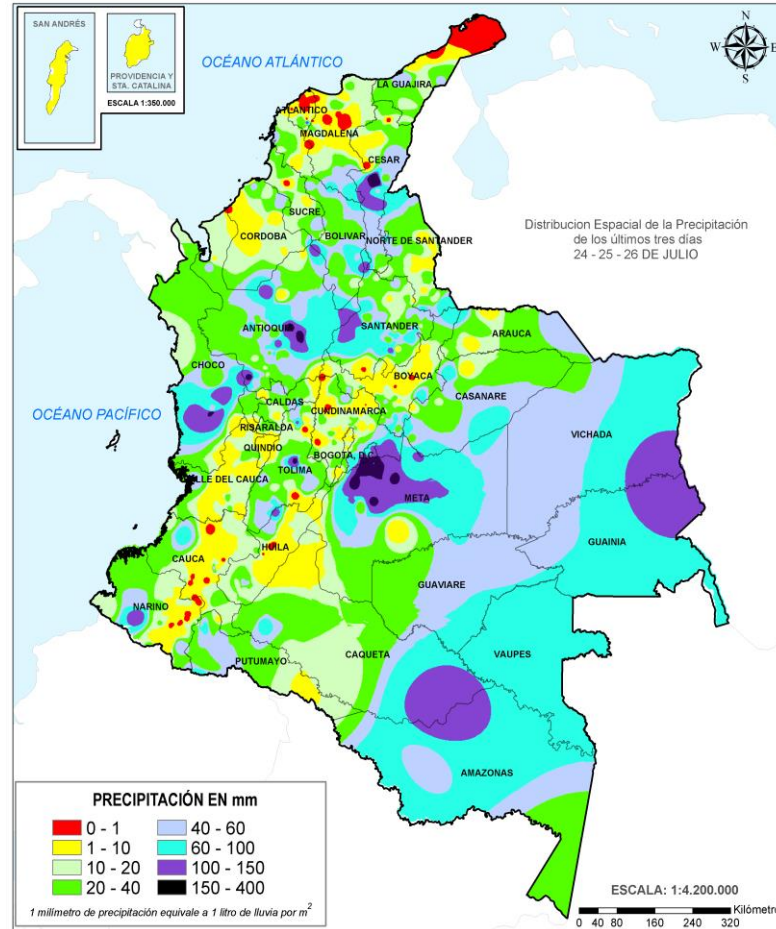 SAN ANDRÉS
PROVIDENCIA Y
STA. CATALINA
ESCALA 1:350.000
OCÉANO ATLÁNTICO
N
W
E
S
LA GUAJIRA
ATLÁNTICO
MAGDALENA
CESAR
SUCRE
CORDOBA
BOLIVAR
NORTE DE SANTANDER
Distribucion Espacial de la Precipitación
de los últimos tres días
24 - 25 - 26 DE JULIO
ANTIOQUIA
SANTANDER
ARAUCA
CHOCO
BOYACA
CASANARE
OCÉANO PACÍFICO
CALDAS
CUNDINAMARCA
VICHADA
RISARALDA
QUINDIO
BOGOTA, D.C.
TOLIMA
VALLE DEL CAUCA
META
GUAINIA
CAUCA
HUILA
GUAVIARE
NARIÑO
PUTUMAYO
CAQUETA
VAUPES
AMAZONAS
PRECIPITACIÓN EN mm
0 - 1
40 - 60
1 - 10
60 - 100
10 - 20
100 - 150
20 - 40
150 - 400
1 milímetro de precipitación equivale a 1 litro de lluvia por m²
ESCALA: 1:4.200.000
0 40 80 160 240 320
Kilómetro